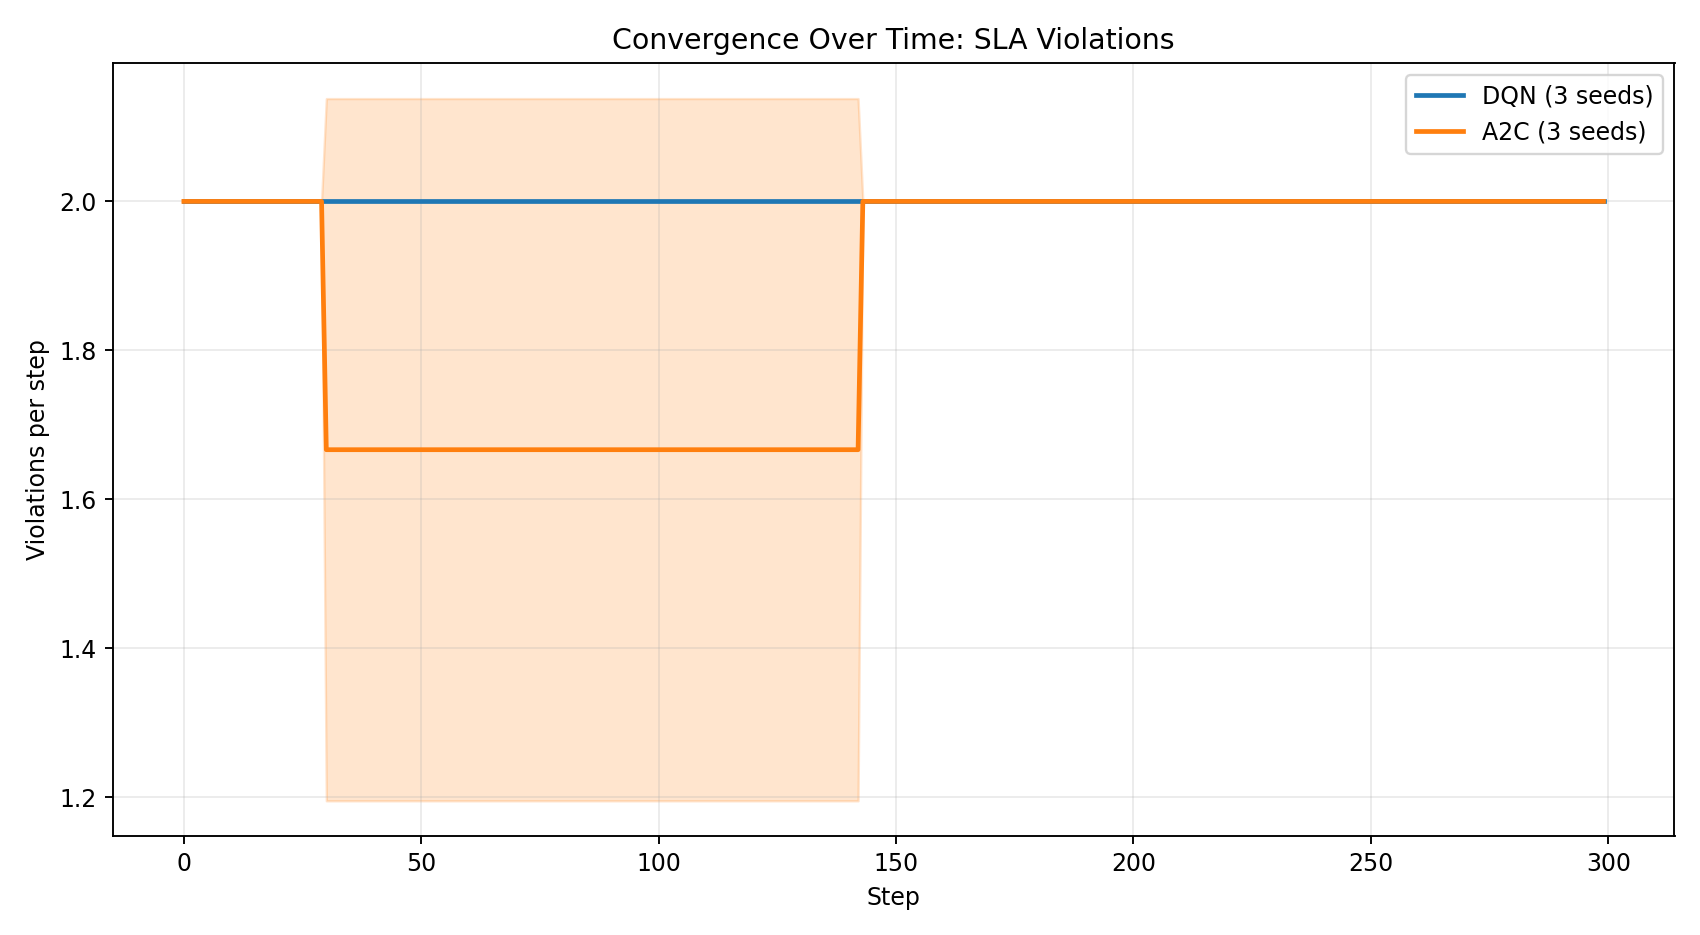 Convergence Over Time: SLA Violations
DQN (3 seeds)
A2C (3 seeds)
Violations per step
2.0
1.8
1.6
1.4
1.2
0 50 100 150 200 250 300
Step